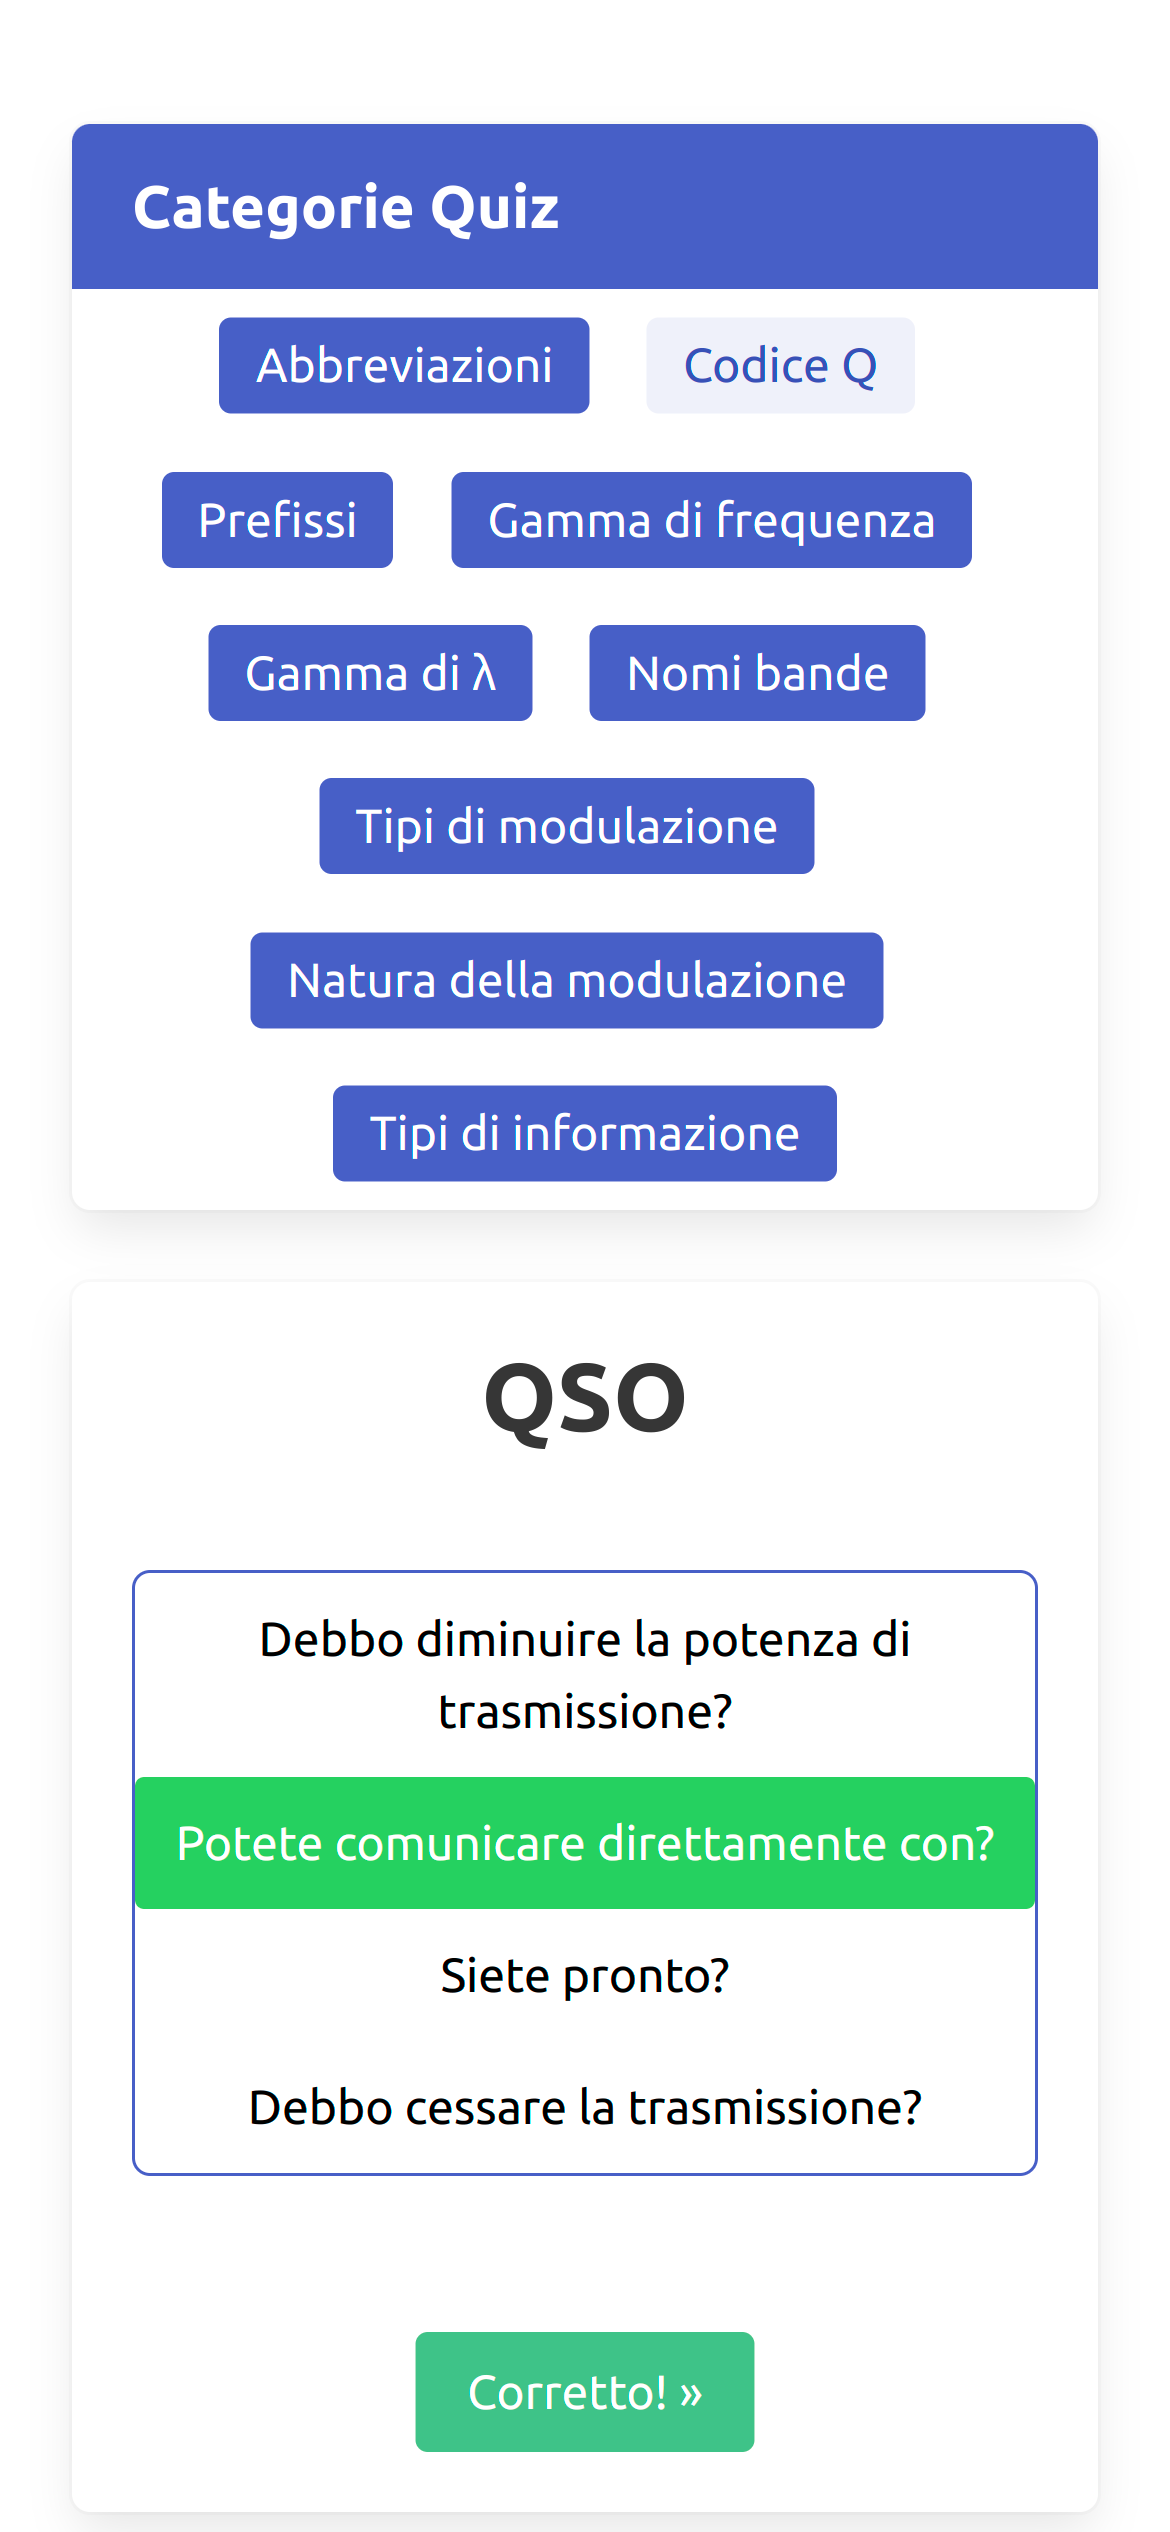 Categorie Quiz
Abbreviazioni
Codice Q
Prefissi
Gamma di frequenza
Gamma di λ
Nomi bande
Tipi di modulazione
Natura della modulazione
Tipi di informazione
QSO
Debbo diminuire la potenza di
trasmissione?
Potete comunicare direttamente con?
Siete pronto?
Debbo cessare la trasmissione?
Corretto! »